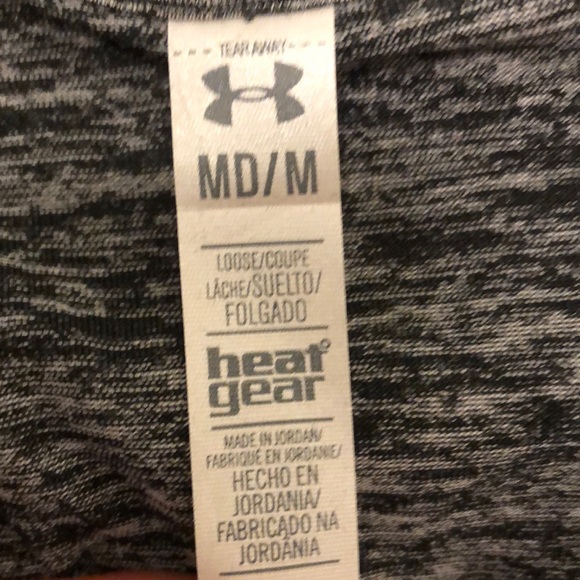 TEAR AWAY
MD/M
LOOSE/COUPE
LÂCHE/SUELTO/
FOLGADO
heat
gear
MADE IN JORDAN/
FABRIQUÉ EN JORDANIE/
HECHO EN
JORDANIA/
FABRICADO NA
JORDÂNIA